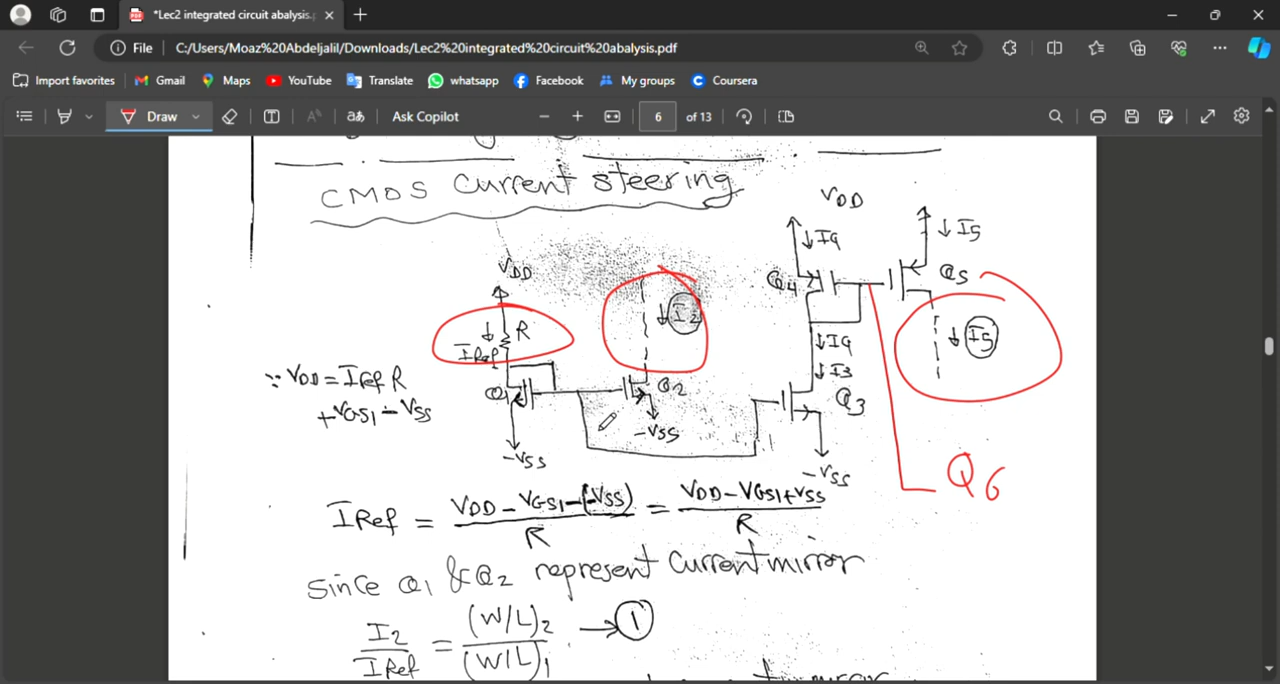 *Lec2 integrated circuit abalysis.p
File C:/Users/Moaz%20Abdeljalil/Downloads/Lec2%20integrated%20circuit%20abalysis.pdf
Import favorites Gmail Maps YouTube Translate whatsapp Facebook My groups Coursera
Draw aあ Ask Copilot 6 of 13
CMOS Current steering
VDD
↓I4 ↓I5
VDD
Q4 Q5
R ↓I2 ↓I5
↓ IRef ↓I4
↓I3
∵ VDD = IRef R Q1 Q2 Q3
+VGS1 - VSS -VSS
-VSS -VSS
Q6
IRef = VDD - VGS1 - (-VSS) / R = VDD - VGS1 + VSS / R
Since Q1 & Q2 represent Current mirror
I2 / IRef = (W/L)2 / (W/L)1 → 1